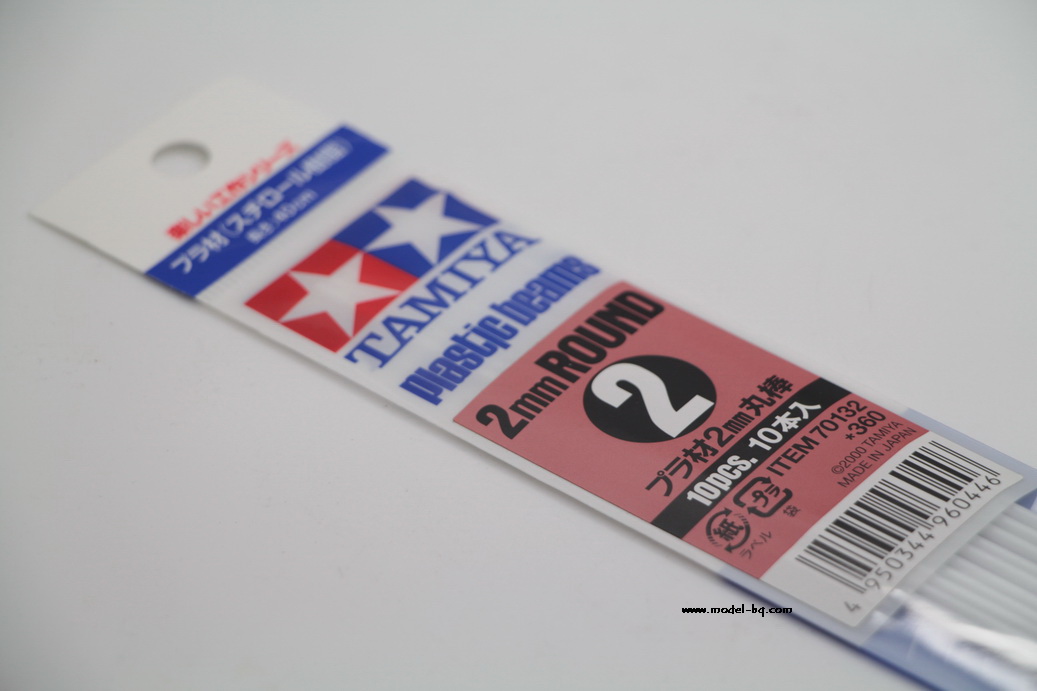 楽しい工作シリーズ
プラ材（スチロール樹脂）
長さ:40cm
TAMIYA
plastic beams
2mm ROUND
2
プラ材2mm丸棒
10pcs. 10本入
ITEM 70132
*360
紙
プラ
ラベル
袋
©2000 TAMIYA
MADE IN JAPAN
4 950344 960446
www.model-bq.com